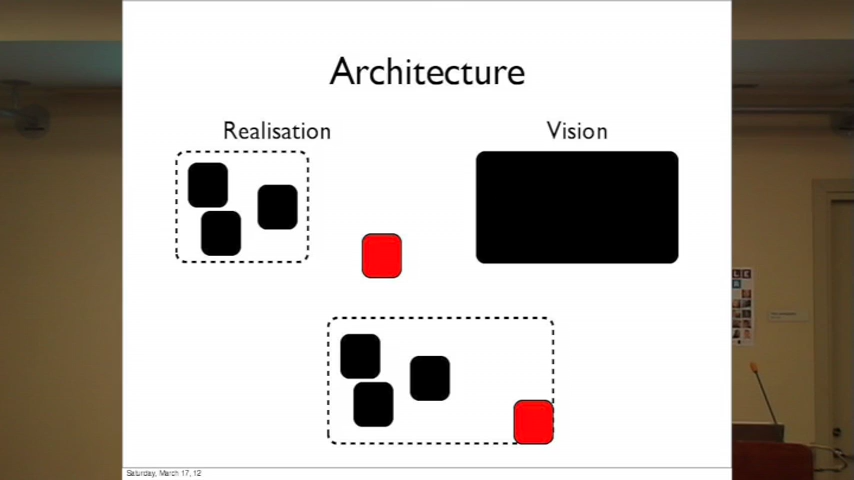 Architecture
Realisation
Vision
Saturday, March 17, 12